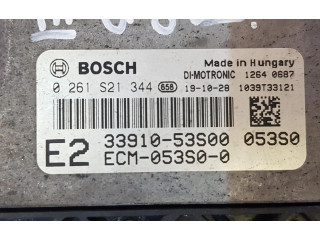 BOSCH
Made in Hungary
DI-MOTRONIC 1264 0687
0 261 S21 344 658 19-10-28 1039T33121
E2 33910-53S00 053S0
ECM-053S0-0